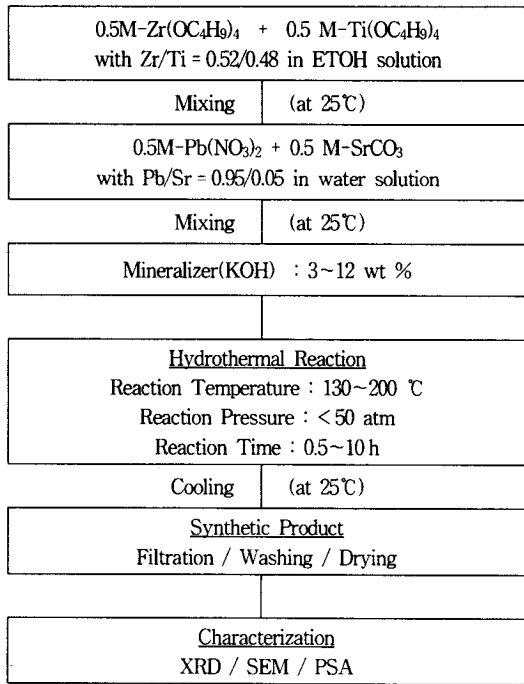 0.5M-Zr(OC₄H₉)₄ + 0.5 M-Ti(OC₄H₉)₄
with Zr/Ti = 0.52/0.48 in ETOH solution
Mixing (at 25℃)
0.5M-Pb(NO₃)₂ + 0.5 M-SrCO₃
with Pb/Sr = 0.95/0.05 in water solution
Mixing (at 25℃)
Mineralizer(KOH) : 3~12 wt %
Hydrothermal Reaction
Reaction Temperature : 130~200 ℃
Reaction Pressure : <50 atm
Reaction Time : 0.5~10 h
Cooling (at 25℃)
Synthetic Product
Filtration / Washing / Drying
Characterization
XRD / SEM / PSA